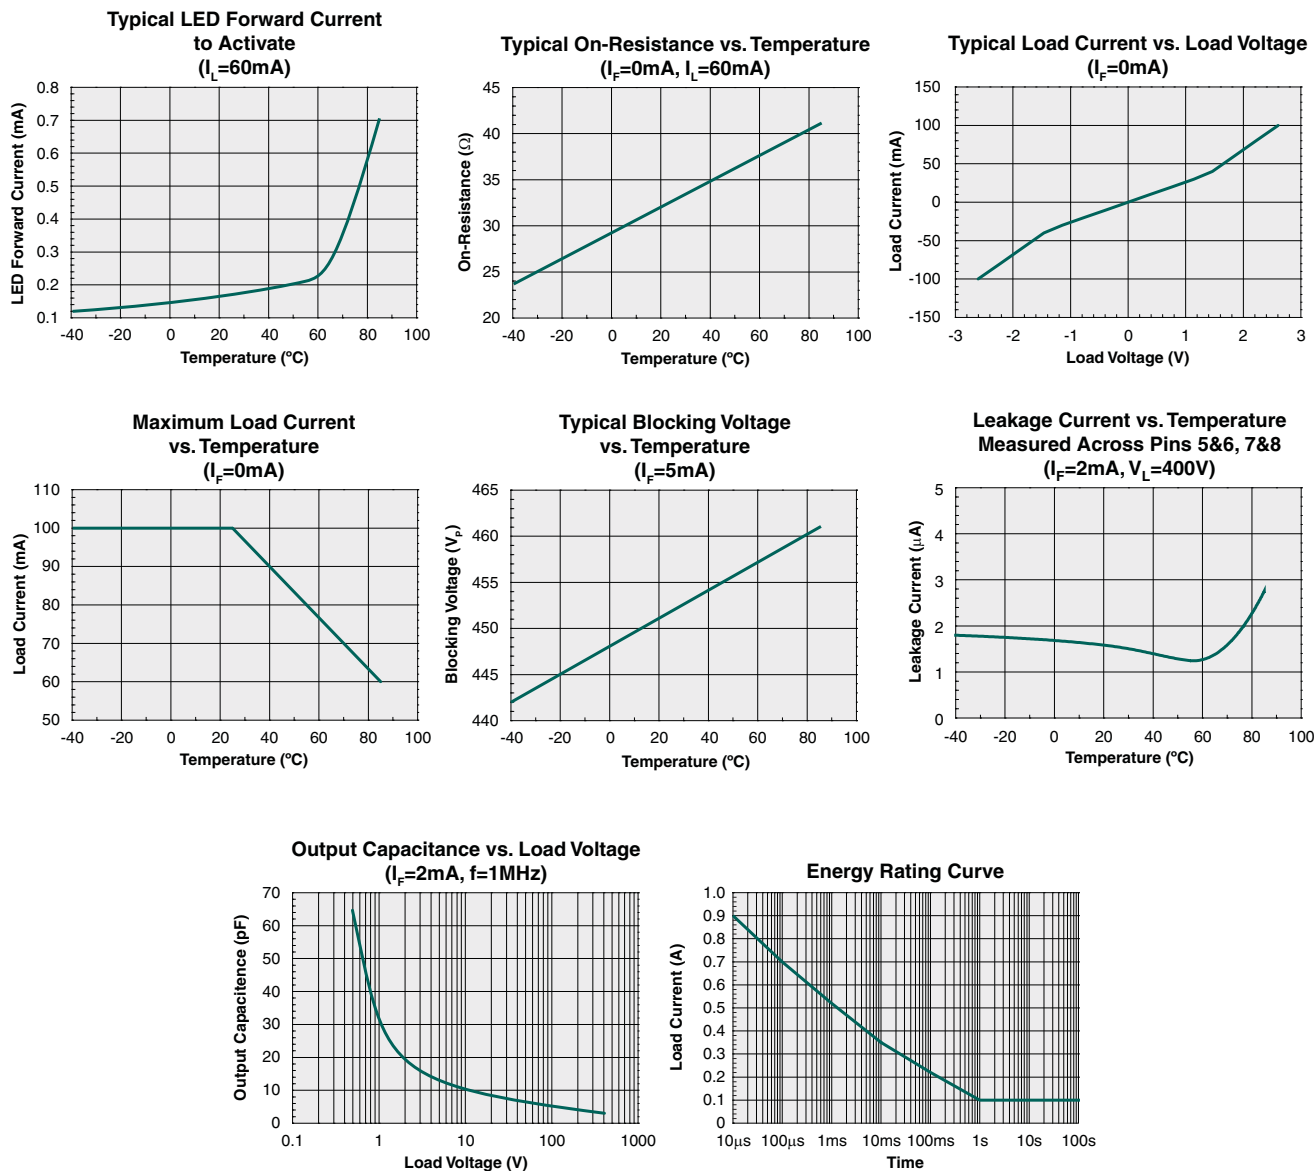 Typical LED Forward Current
to Activate
(IL=60mA)
LED Forward Current (mA)
0.8
0.7
0.6
0.5
0.4
0.3
0.2
0.1
-40 -20 0 20 40 60 80 100
Temperature (ºC)
Typical On-Resistance vs. Temperature
(IF=0mA, IL=60mA)
On-Resistance (Ω)
45
40
35
30
25
20
-40 -20 0 20 40 60 80 100
Temperature (ºC)
Typical Load Current vs. Load Voltage
(IF=0mA)
Load Current (mA)
150
100
50
0
-50
-100
-150
-3 -2 -1 0 1 2 3
Load Voltage (V)
Maximum Load Current
vs. Temperature
(IF=0mA)
Load Current (mA)
110
100
90
80
70
60
50
-40 -20 0 20 40 60 80 100
Temperature (ºC)
Typical Blocking Voltage
vs. Temperature
(IF=5mA)
Blocking Voltage (VP)
465
460
455
450
445
440
-40 -20 0 20 40 60 80 100
Temperature (ºC)
Leakage Current vs. Temperature
Measured Across Pins 5&6, 7&8
(IF=2mA, VL=400V)
Leakage Current (μA)
5
4
3
2
1
0
-40 -20 0 20 40 60 80 100
Temperature (ºC)
Output Capacitance vs. Load Voltage
(IF=2mA, f=1MHz)
Output Capacitence (pF)
70
60
50
40
30
20
10
0
0.1 1 10 100 1000
Load Voltage (V)
Energy Rating Curve
Load Current (A)
1.0
0.9
0.8
0.7
0.6
0.5
0.4
0.3
0.2
0.1
0
10μs 100μs 1ms 10ms 100ms 1s 10s 100s
Time